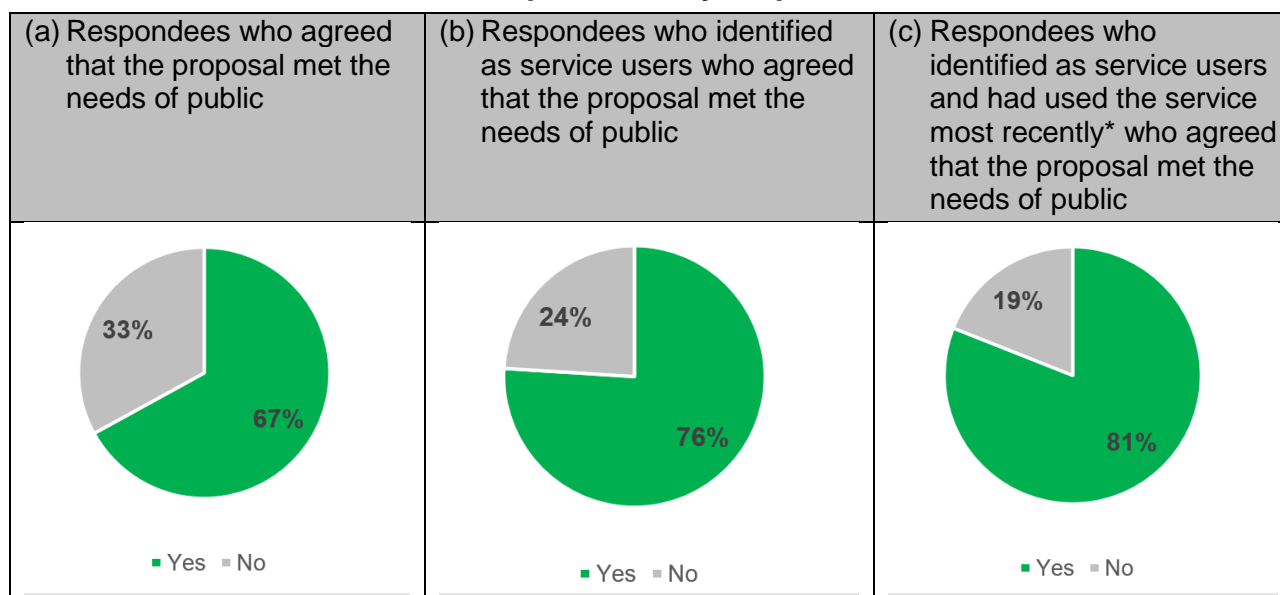 (a) Respondees who agreed
that the proposal met the
needs of public
(b) Respondees who identified
as service users who agreed
that the proposal met the
needs of public
(c) Respondees who
identified as service users
and had used the service
most recently* who agreed
that the proposal met the
needs of public
33%
67%
Yes No
24%
76%
Yes No
19%
81%
Yes No